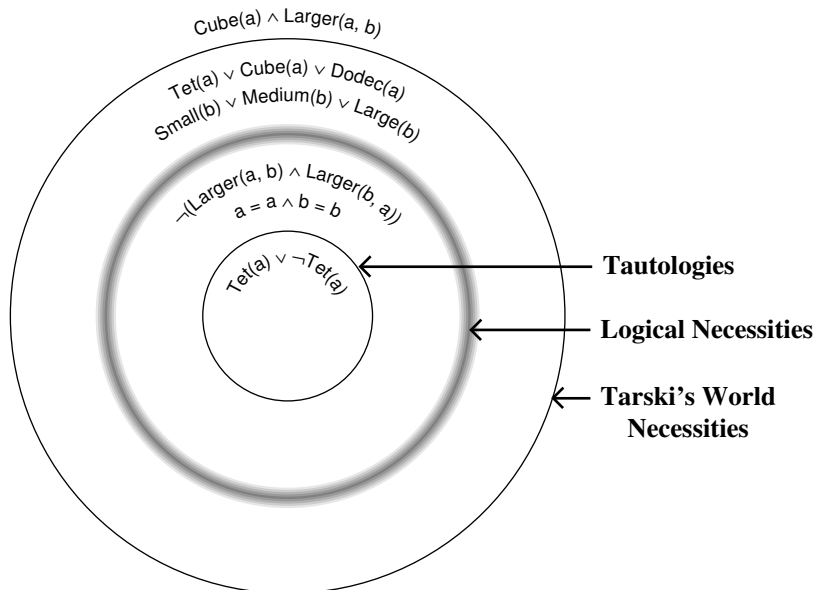 Cube(a) ∧ Larger(a, b)
Tet(a) ∨ Cube(a) ∨ Dodec(a)
Small(b) ∨ Medium(b) ∨ Large(b)
¬(Larger(a, b) ∧ Larger(b, a))
a = a ∧ b = b
Tet(a) ∨ ¬Tet(a)
Tautologies
Logical Necessities
Tarski's World
Necessities